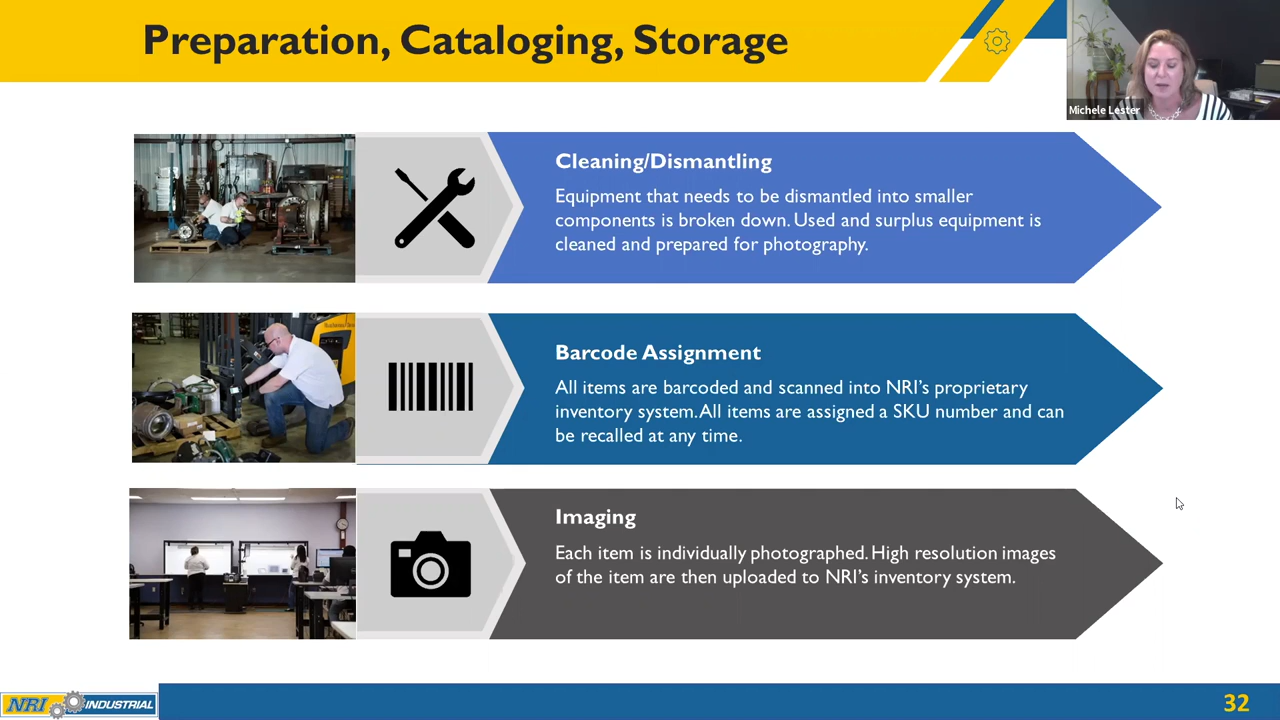 Preparation, Cataloging, Storage
Michele Lester
Cleaning/Dismantling
Equipment that needs to be dismantled into smaller
components is broken down. Used and surplus equipment is
cleaned and prepared for photography.
Barcode Assignment
All items are barcoded and scanned into NRI's proprietary
inventory system. All items are assigned a SKU number and can
be recalled at any time.
Imaging
Each item is individually photographed. High resolution images
of the item are then uploaded to NRI's inventory system.
NRI INDUSTRIAL
32